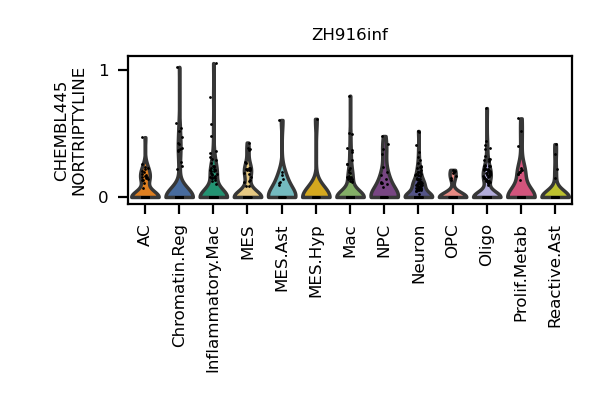 ZH916inf
CHEMBL445
NORTRIPTYLINE
1
0
AC
Chromatin.Reg
Inflammatory.Mac
MES
MES.Ast
MES.Hyp
Mac
NPC
Neuron
OPC
Oligo
Prolif.Metab
Reactive.Ast